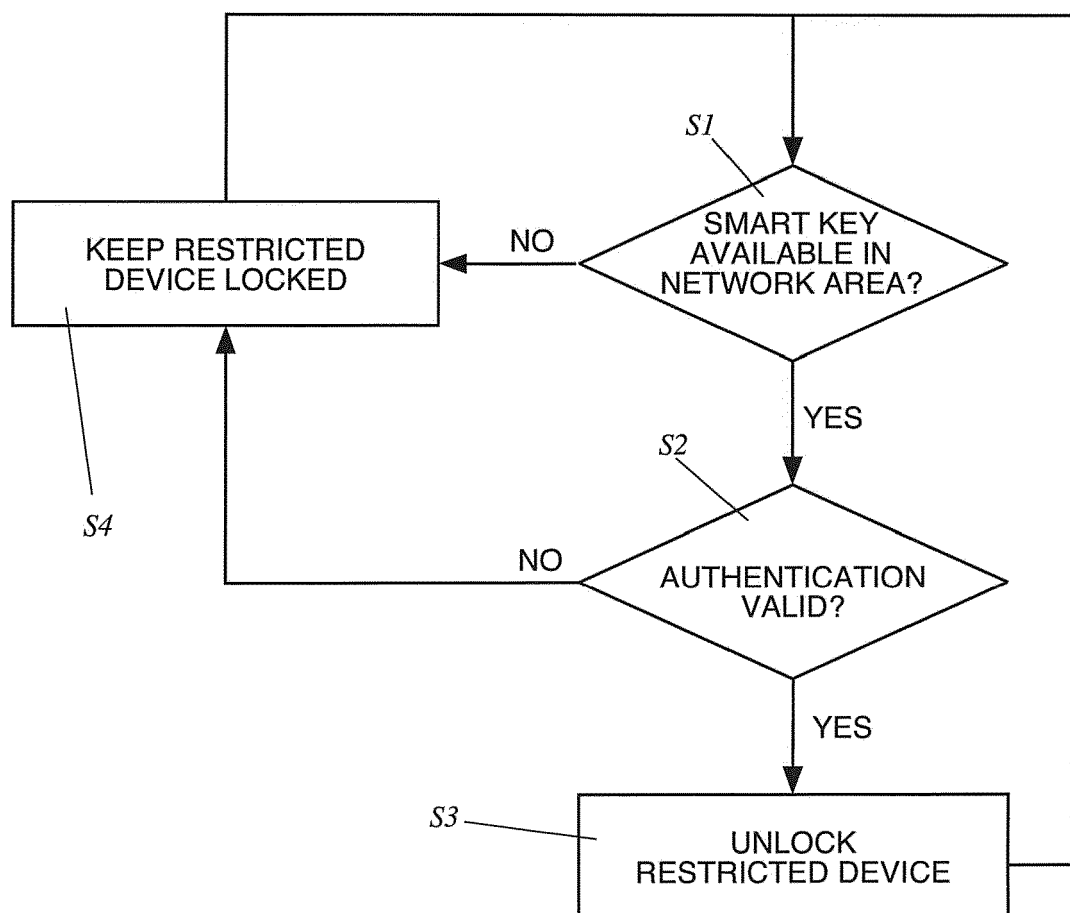 S1
SMART KEY
AVAILABLE IN
NETWORK AREA?
NO
KEEP RESTRICTED
DEVICE LOCKED
S4
YES
S2
AUTHENTICATION
VALID?
NO
YES
S3
UNLOCK
RESTRICTED DEVICE